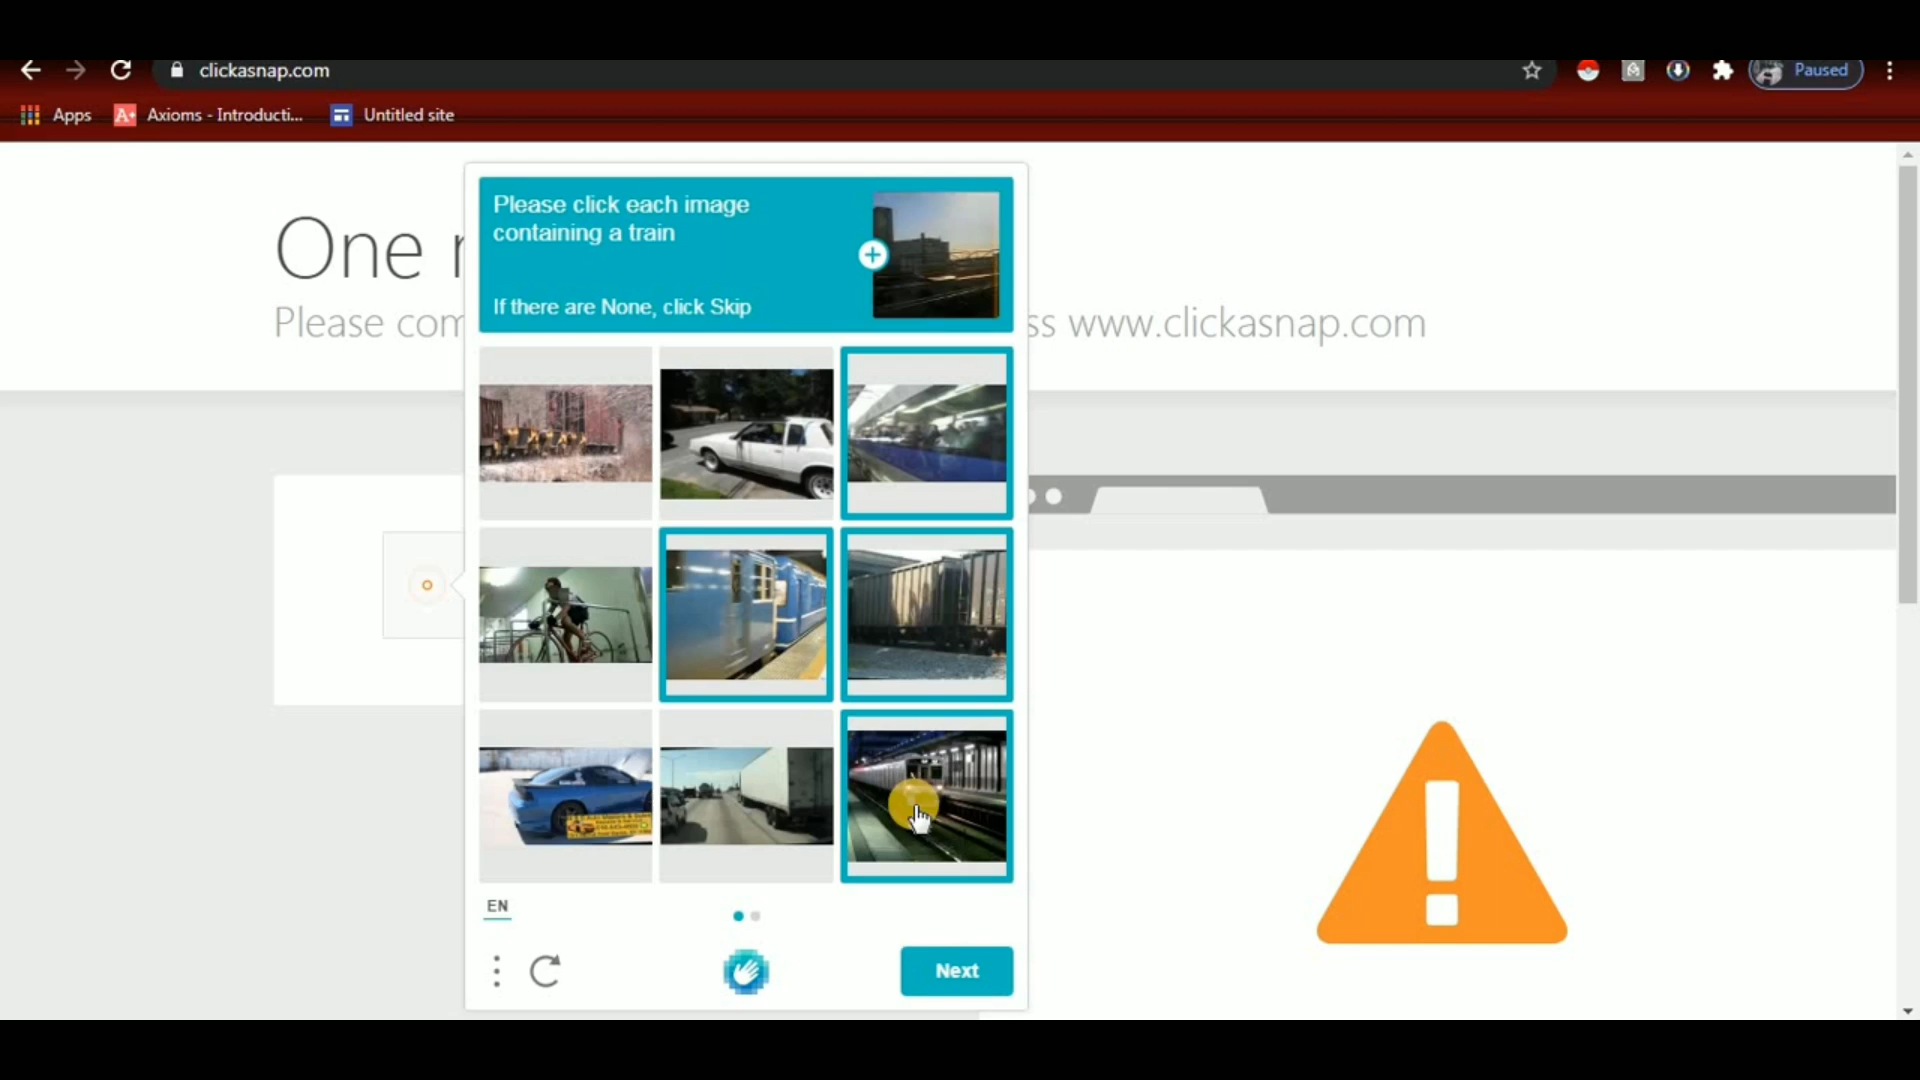 clickasnap.com
Paused
Apps
Axioms - Introducti...
Untitled site
One
Please com
ss www.clickasnap.com
Please click each image
containing a train
If there are None, click Skip
EN
Next